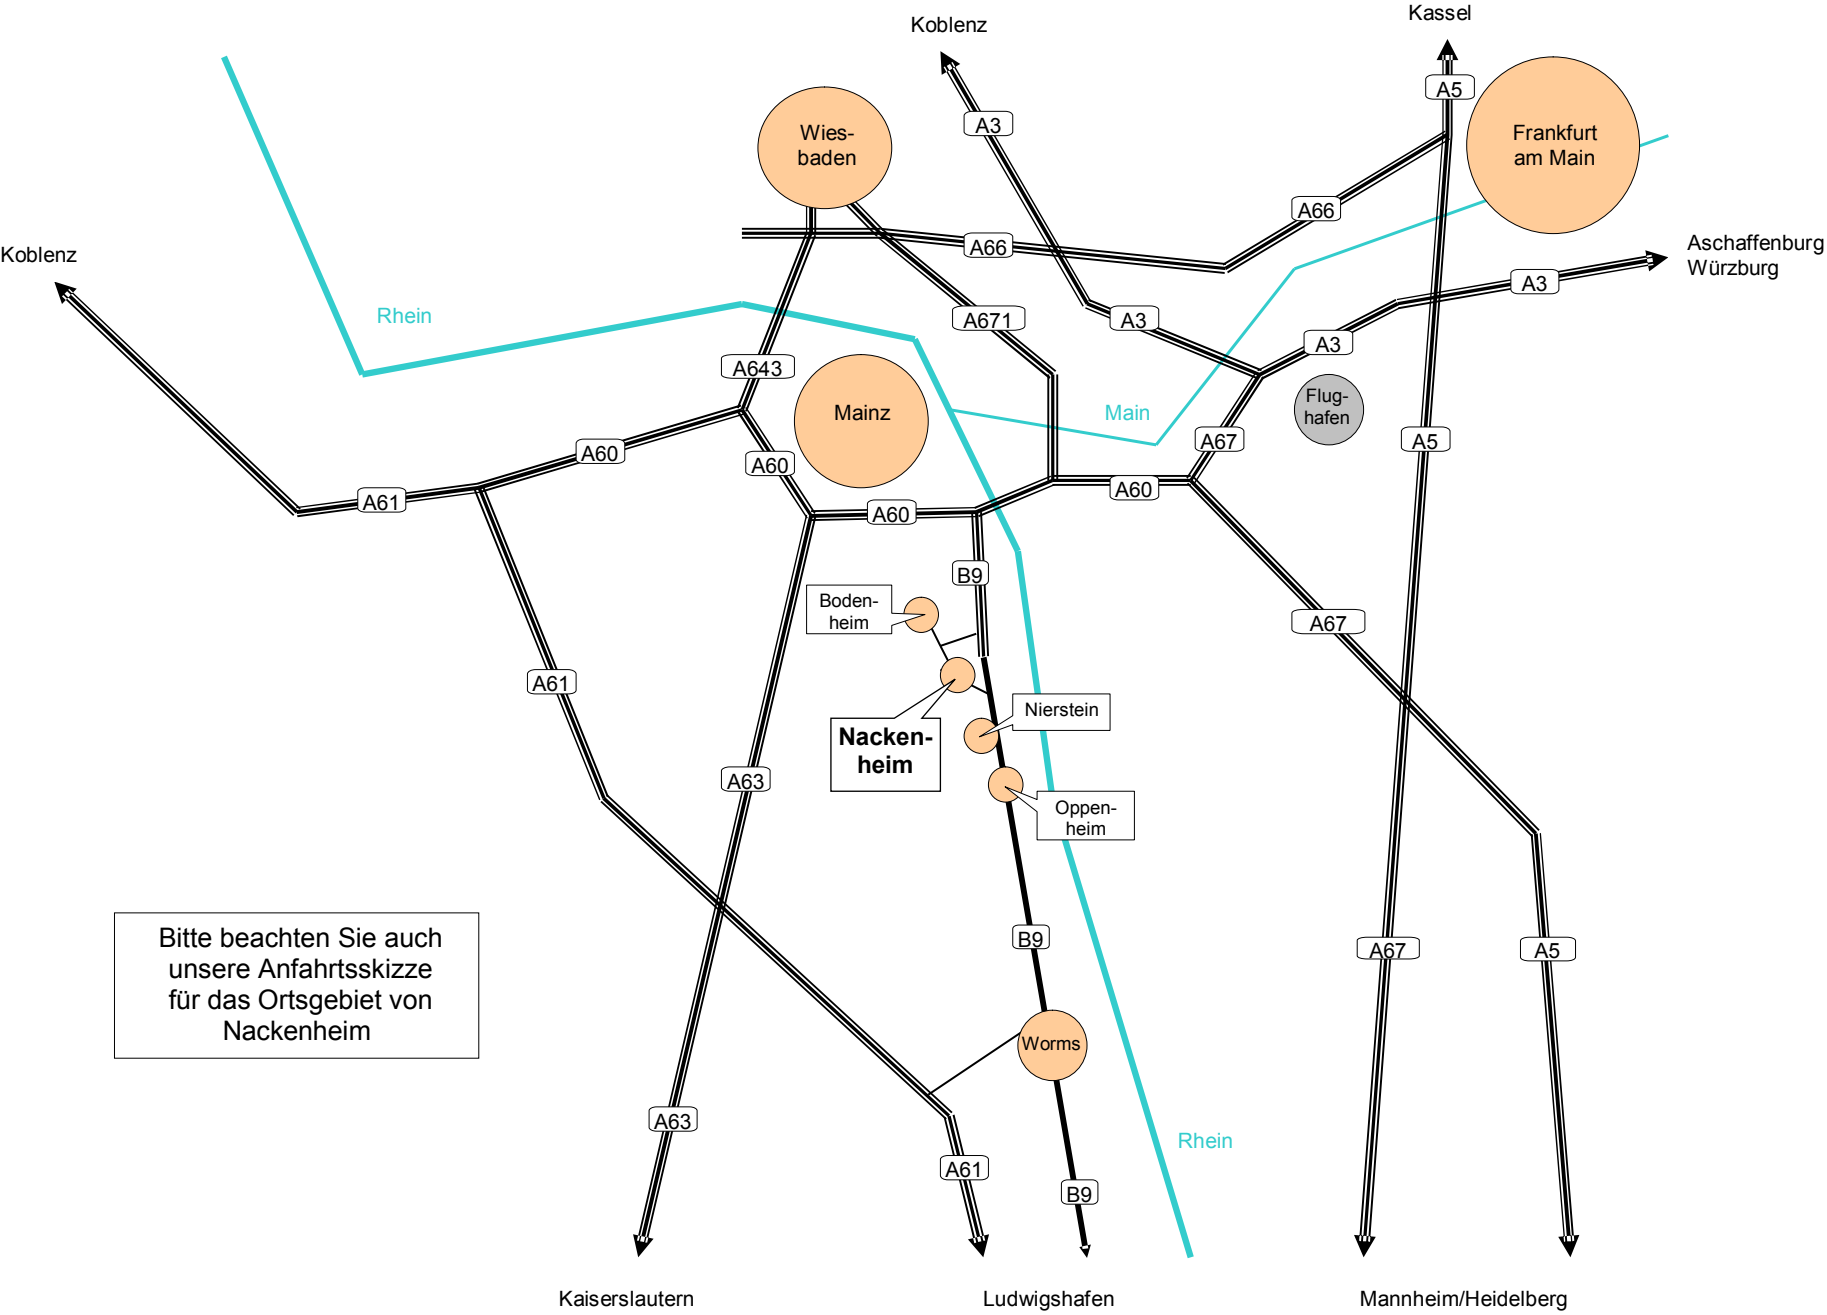 Kassel
Koblenz
A5
A3
Wies-
baden
Frankfurt
am Main
A66
A66
Koblenz
Aschaffenburg
Würzburg
A3
Rhein
A671
A3
A3
A643
Mainz
Main
Flug-
hafen
A60
A60
A67
A5
A61
A60
A60
B9
Boden-
heim
A67
A61
Nierstein
Nacken-
heim
A63
Oppen-
heim
B9
A67
A5
Bitte beachten Sie auch
unsere Anfahrtsskizze
für das Ortsgebiet von
Nackenheim
Worms
A63
Rhein
A61
B9
Kaiserslautern
Ludwigshafen
Mannheim/Heidelberg